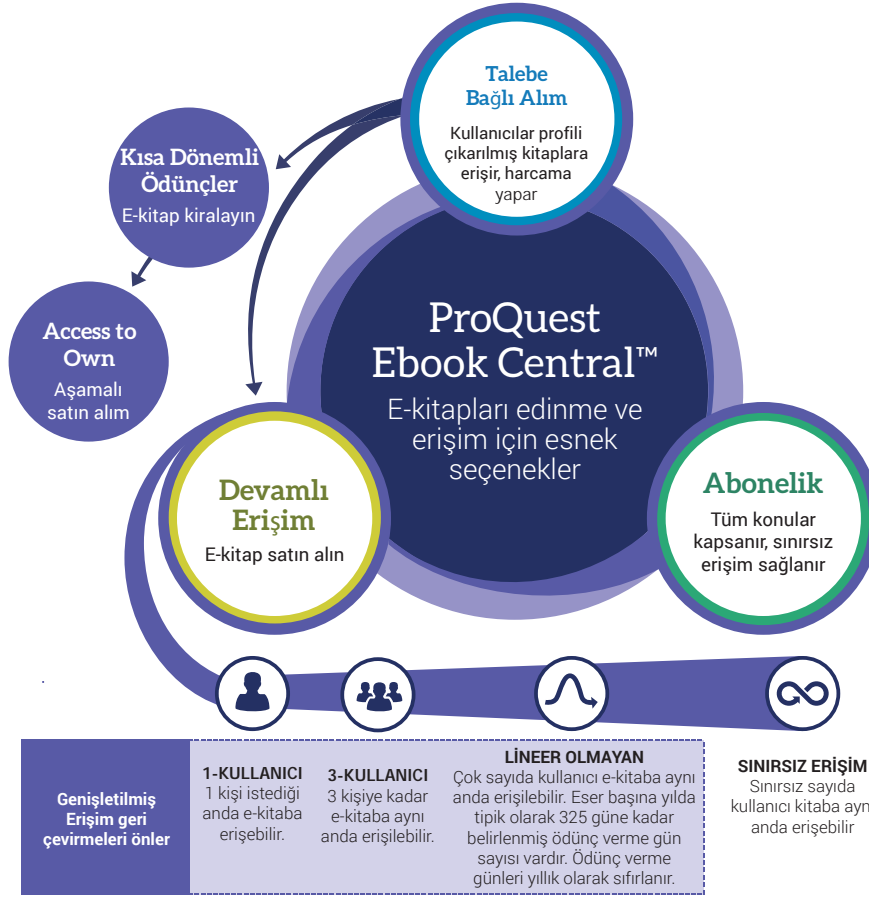 Talebe
Bağlı Alım
Kullanıcılar profili
çıkarılmış kitaplara
erişir, harcama
yapar
Kısa Dönemli
Ödünçler
E-kitap kiralayın
Access to
Own
Aşamalı
satın alım
ProQuest
Ebook Central™
E-kitapları edinme ve
erişim için esnek
seçenekler
Devamlı
Erişim
E-kitap satın alın
Abonelik
Tüm konular
kapsanır, sınırsız
erişim sağlanır
Genişletilmiş
Erişim geri
çevirmeleri önler
1-KULLANICI
1 kişi istediği
anda e-kitaba
erişebilir.
3-KULLANICI
3 kişiye kadar
e-kitaba aynı
anda erişilebilir.
LİNEER OLMAYAN
Çok sayıda kullanıcı e-kitaba aynı
anda erişilebilir. Eser başına yılda
tipik olarak 325 güne kadar
belirlenmiş ödünç verme gün
sayısı vardır. Ödünç verme
günleri yıllık olarak sıfırlanır.
SINIRSIZ ERİŞİM
Sınırsız sayıda
kullanıcı kitaba ayn
anda erişebilir